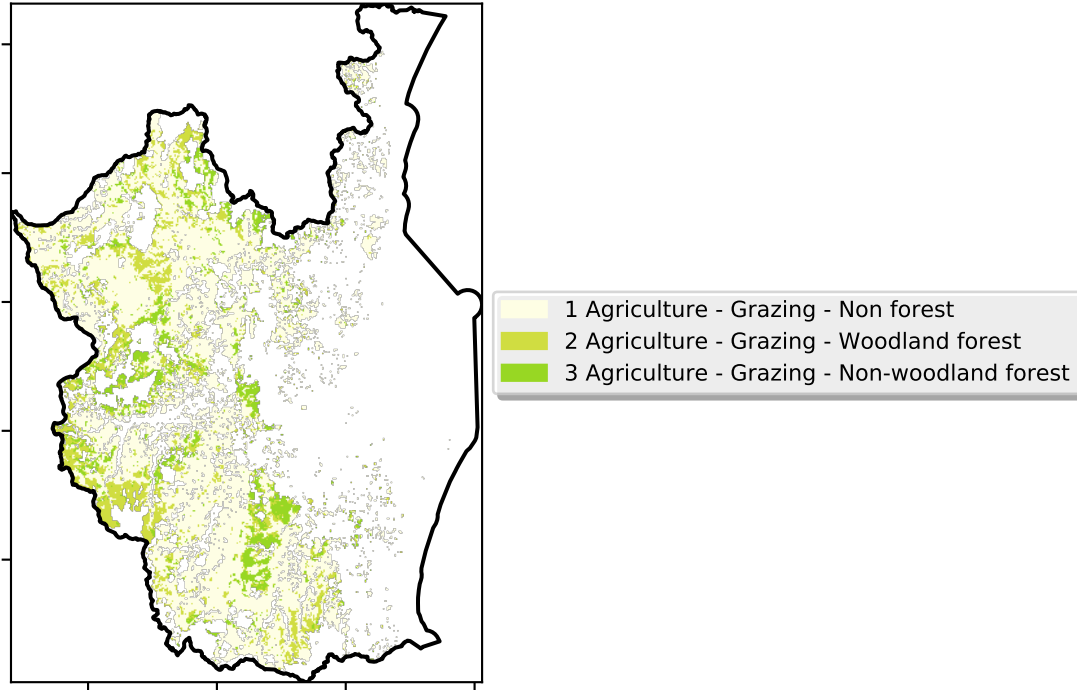 1 Agriculture - Grazing - Non forest
2 Agriculture - Grazing - Woodland forest
3 Agriculture - Grazing - Non-woodland forest